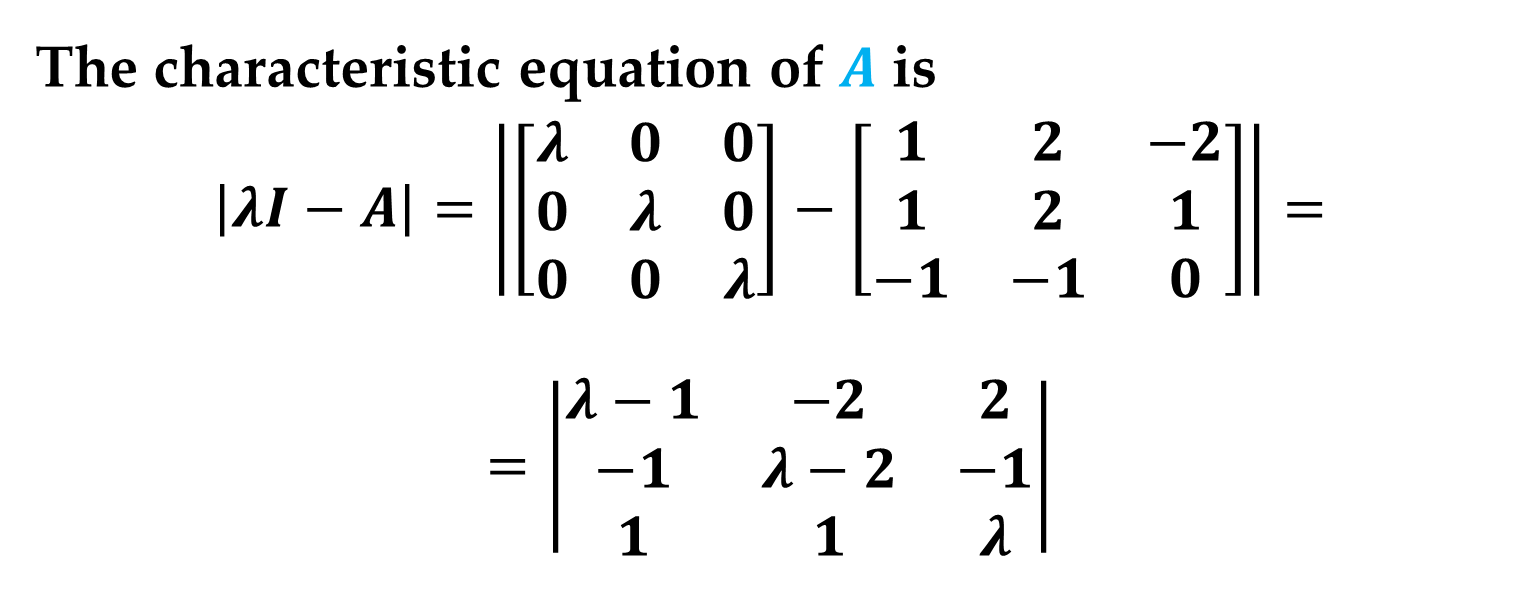 The characteristic equation of A is
|λI − A| = |[λ 0 0; 0 λ 0; 0 0 λ] − [1 2 −2; 1 2 1; −1 −1 0]| =
= |λ − 1 −2 2; −1 λ − 2 −1; 1 1 λ|